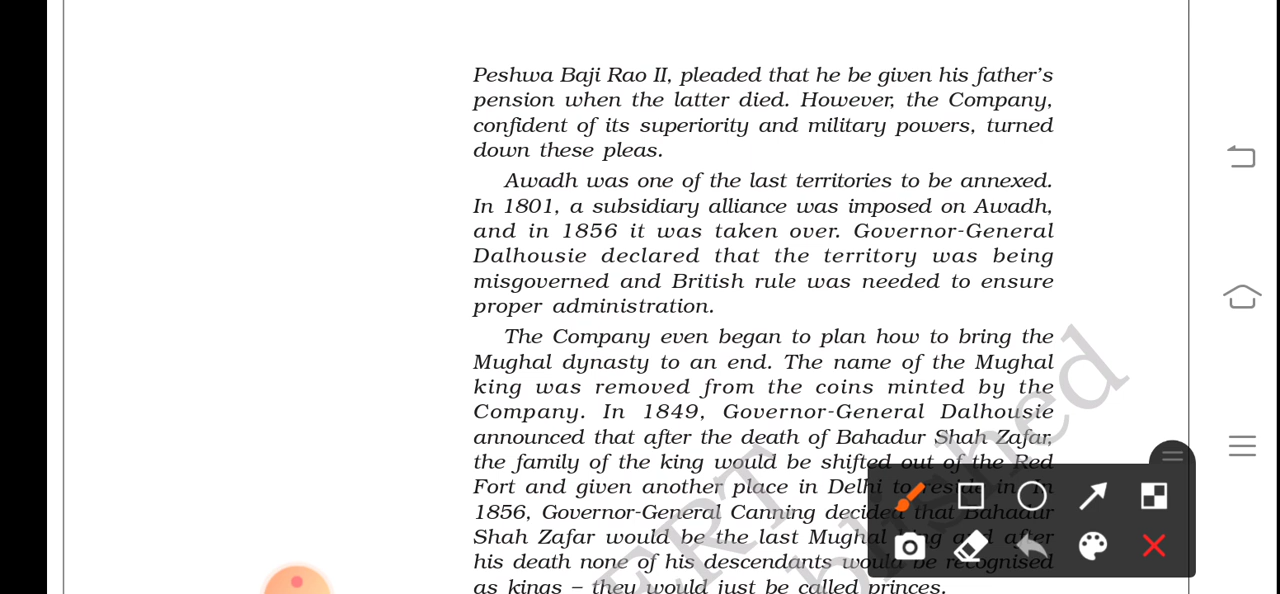 Peshwa Baji Rao II, pleaded that he be given his father's
pension when the latter died. However, the Company,
confident of its superiority and military powers, turned
down these pleas.
Awadh was one of the last territories to be annexed.
In 1801, a subsidiary alliance was imposed on Awadh,
and in 1856 it was taken over. Governor-General
Dalhousie declared that the territory was being
misgoverned and British rule was needed to ensure
proper administration.
The Company even began to plan how to bring the
Mughal dynasty to an end. The name of the Mughal
king was removed from the coins minted by the
Company. In 1849, Governor-General Dalhousie
announced that after the death of Bahadur Shah Zafar,
the family of the king would be shifted out of the Red
Fort and given another place in Delhi to reside in. In
1856, Governor-General Canning decided that Bahadur
Shah Zafar would be the last Mughal king and after
his death none of his descendants would be recognised
as kings – they would just be called princes.